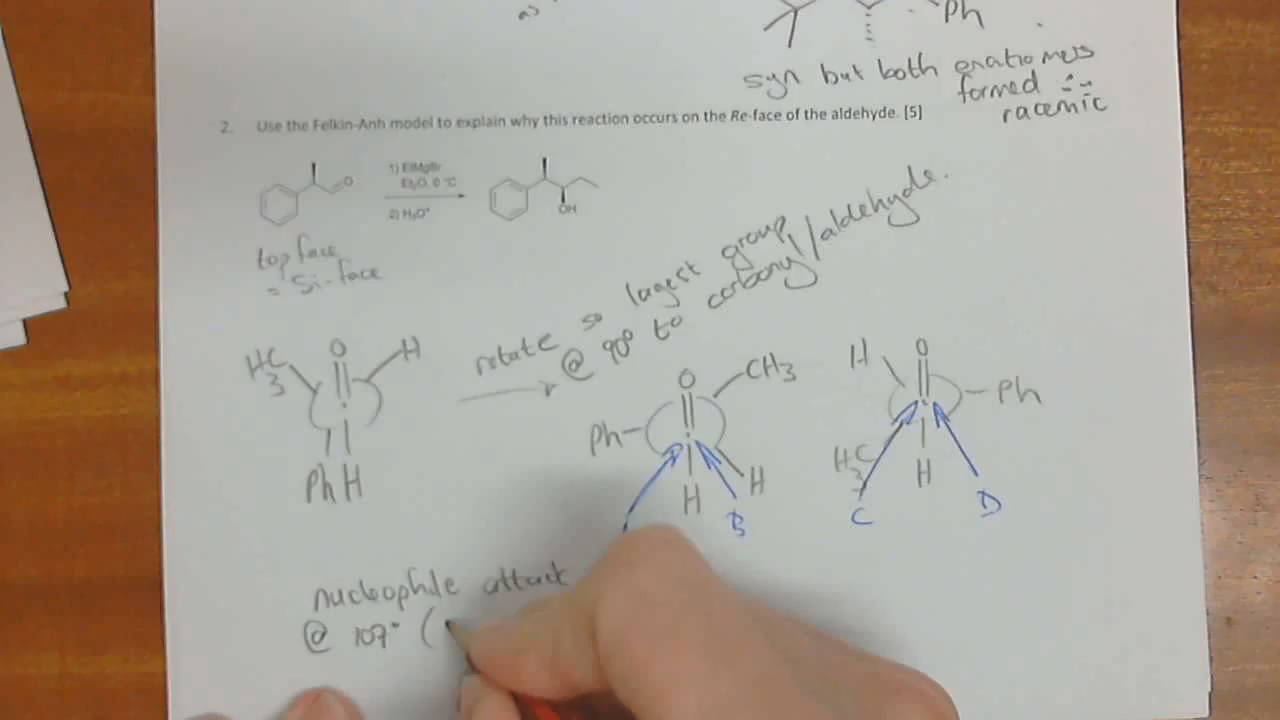 Ph
syn but both enatiomers
formed ∴
racemic
2. Use the Felkin-Anh model to explain why this reaction occurs on the Re-face of the aldehyde. [5]
1) EtMgBr
Et₂O, 0 °C
2) H₃O⁺
O
OH
top face
= Si-face
rotate so largest group
@ 90° to carbonyl/aldehyde.
H₃C O H
Ph H
O CH₃
Ph
H H
B
H O
Ph
H₃C
H
C D
nucleophile attack
@ 107° (